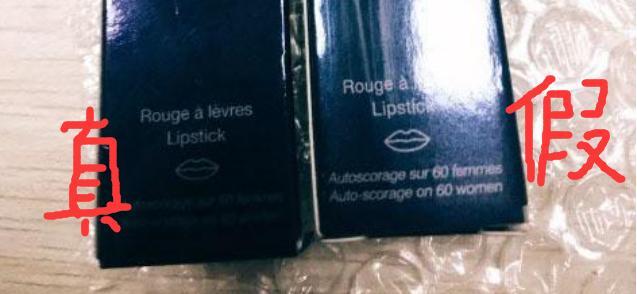 Rouge à lèvres
Lipstick
真
Rouge à
Lipstick
Autoscorage sur 60 femmes
Auto-scorage on 60 women
假